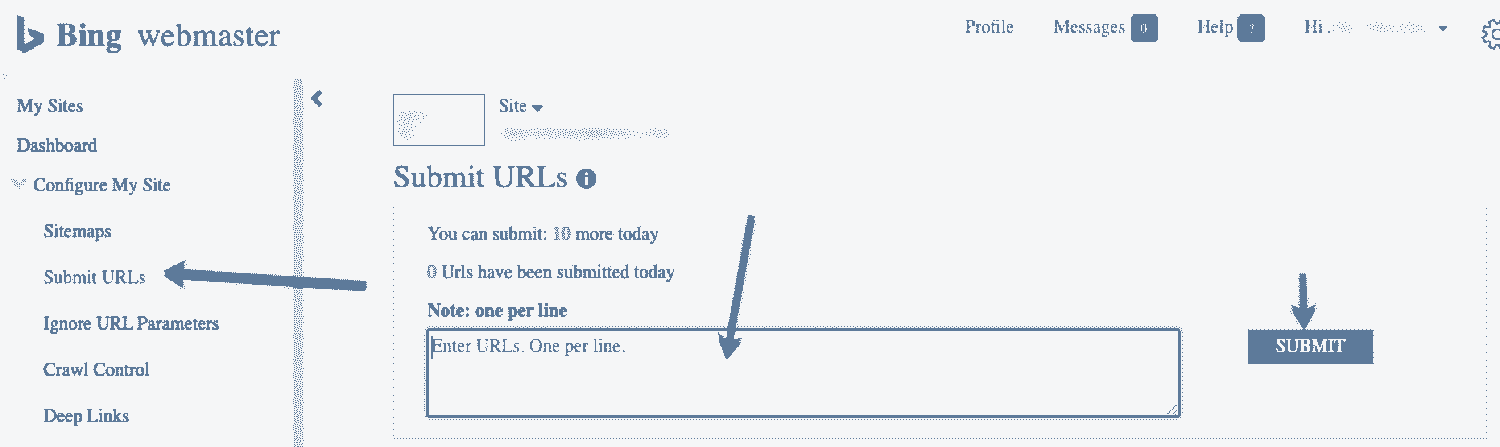 Bing webmaster
Profile Messages 0 Help ? Hi
My Sites
Dashboard
Configure My Site
Sitemaps
Submit URLs
Ignore URL Parameters
Crawl Control
Deep Links
Site
Submit URLs
You can submit: 10 more today
0 Urls have been submitted today
Note: one per line
Enter URLs. One per line.
SUBMIT